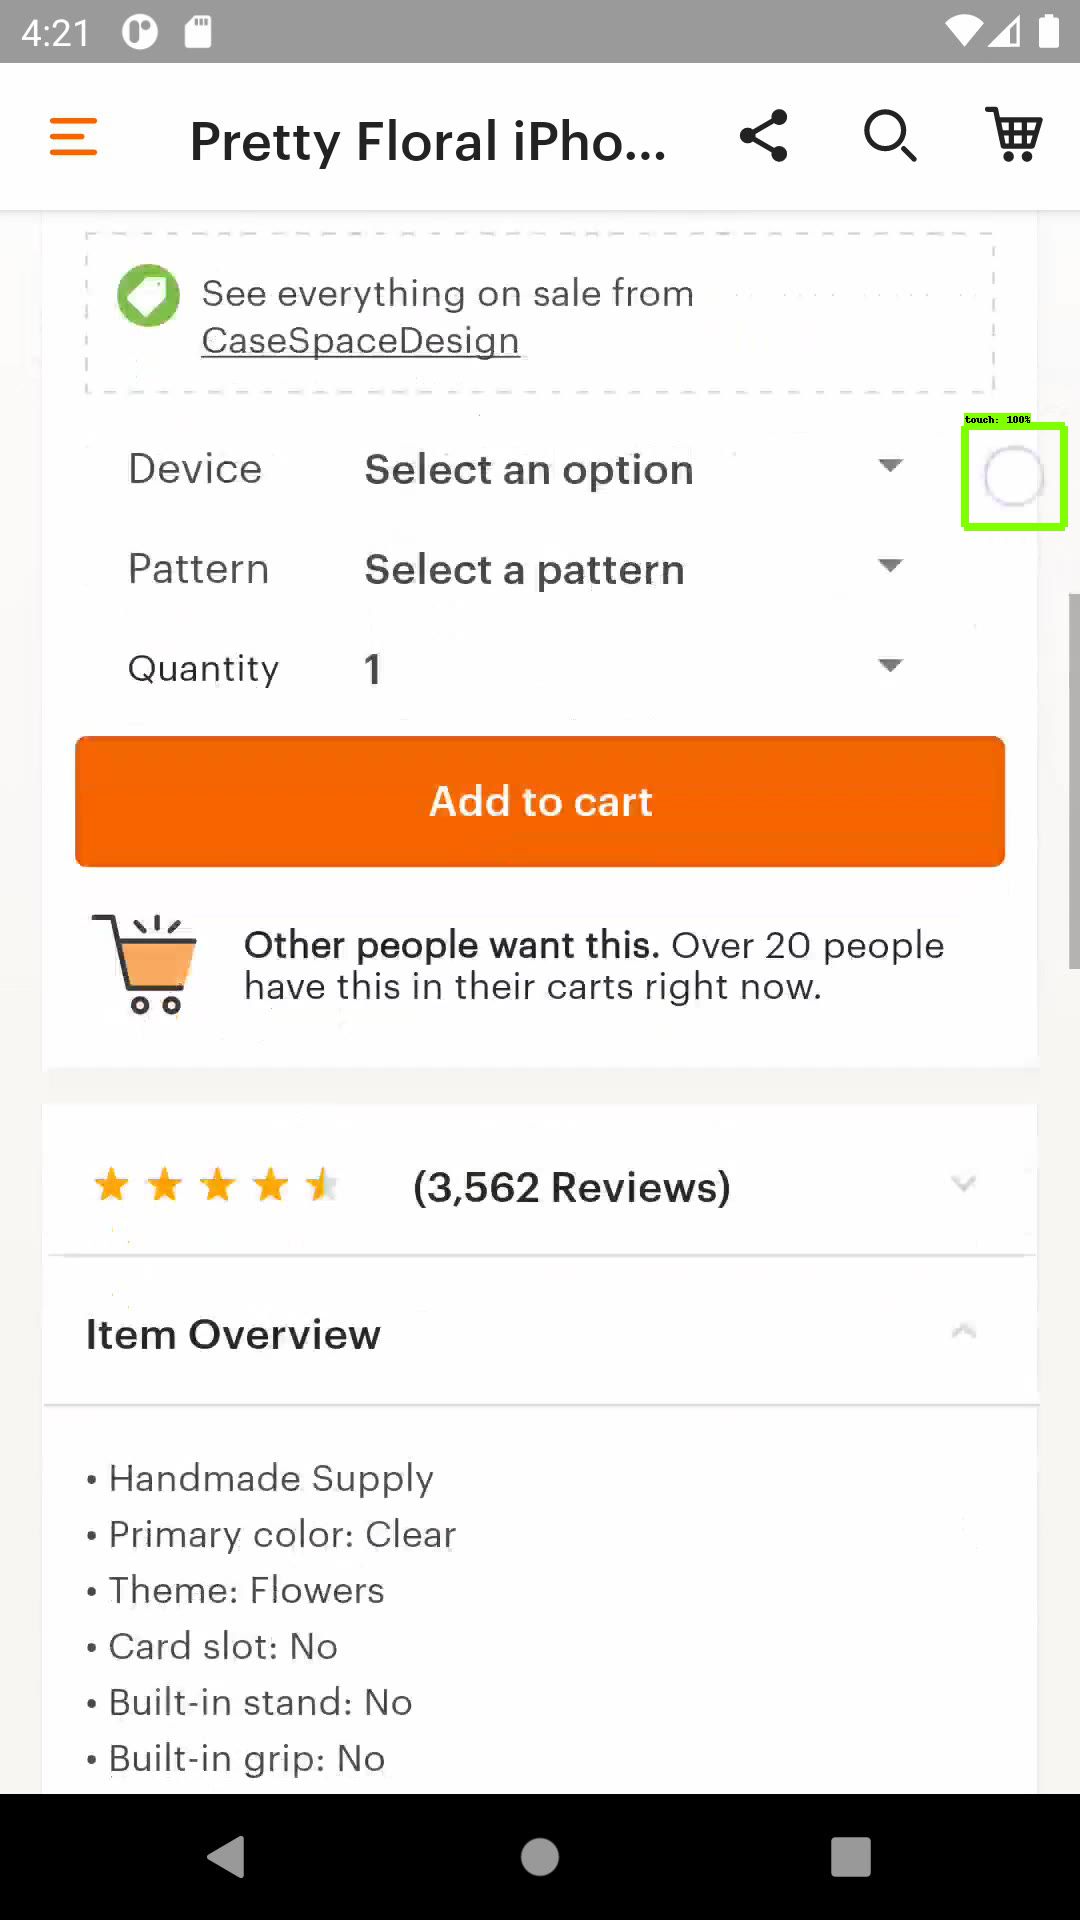 4:21
Pretty Floral iPho...
See everything on sale from
CaseSpaceDesign
touch: 100%
Device Select an option
Pattern Select a pattern
Quantity 1
Add to cart
Other people want this. Over 20 people
have this in their carts right now.
(3,562 Reviews)
Item Overview
• Handmade Supply
• Primary color: Clear
• Theme: Flowers
• Card slot: No
• Built-in stand: No
• Built-in grip: No